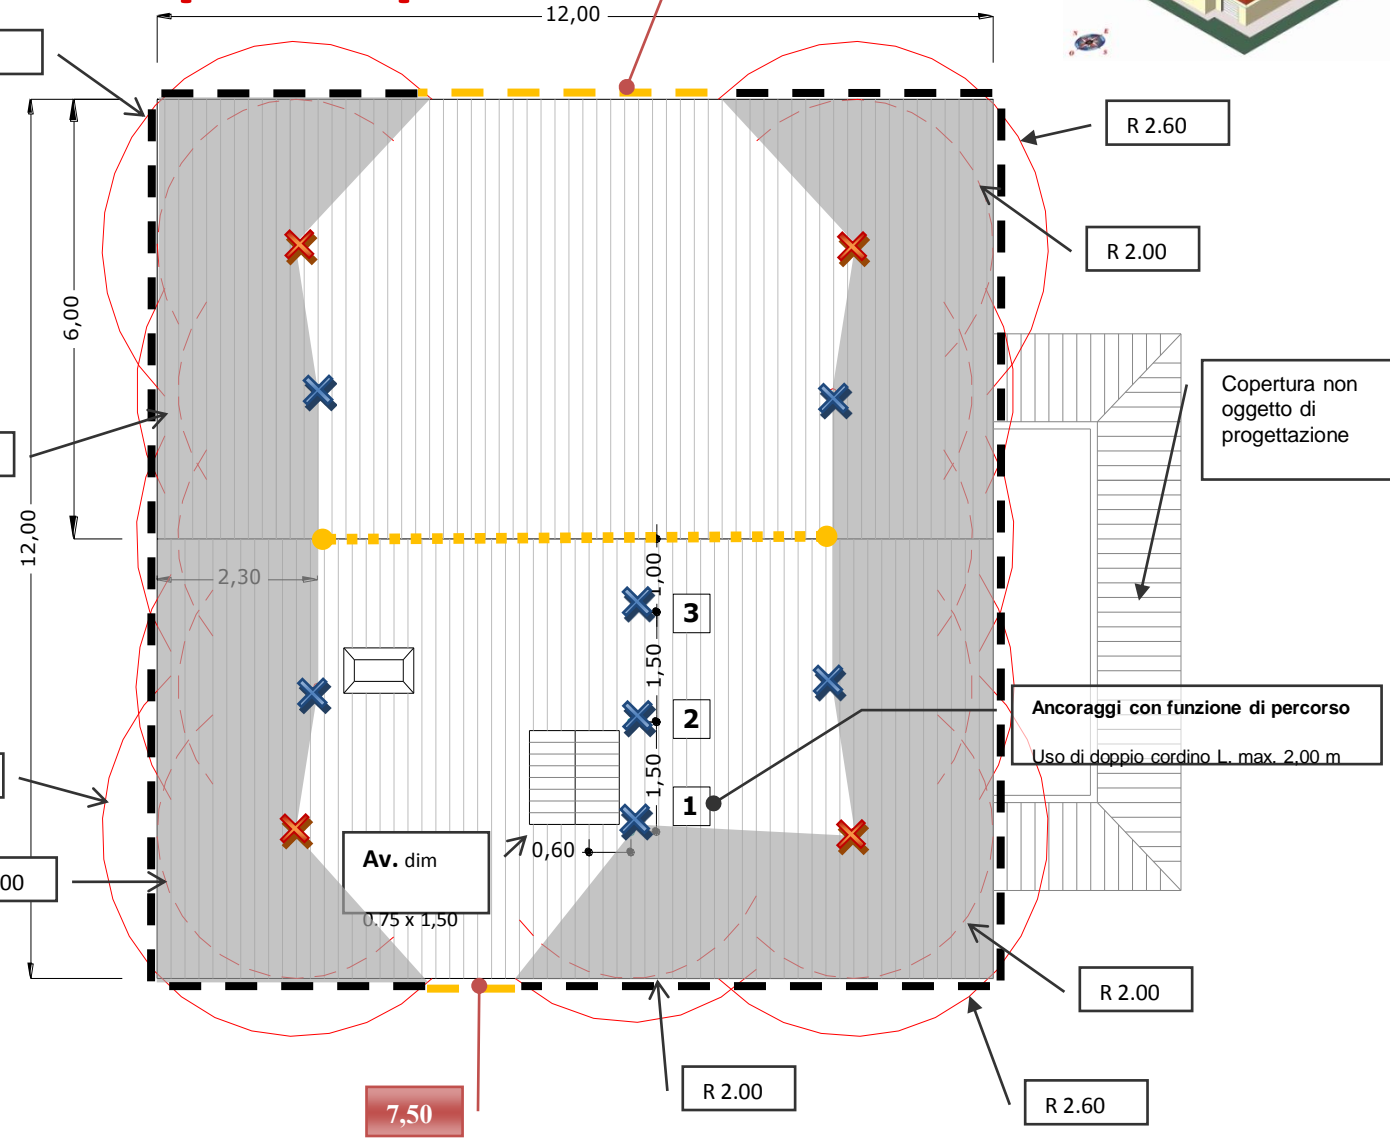 12,00
R 2.60
R 2.00
6,00
Copertura non
oggetto di
progettazione
12,00
2,30
1,00
3
1,50
2
Ancoraggi con funzione di percorso
Uso di doppio cordino L. max. 2,00 m
1,50
1
Av. dim
0,60
0.75 x 1,50
00
R 2.00
R 2.00
R 2.60
7,50